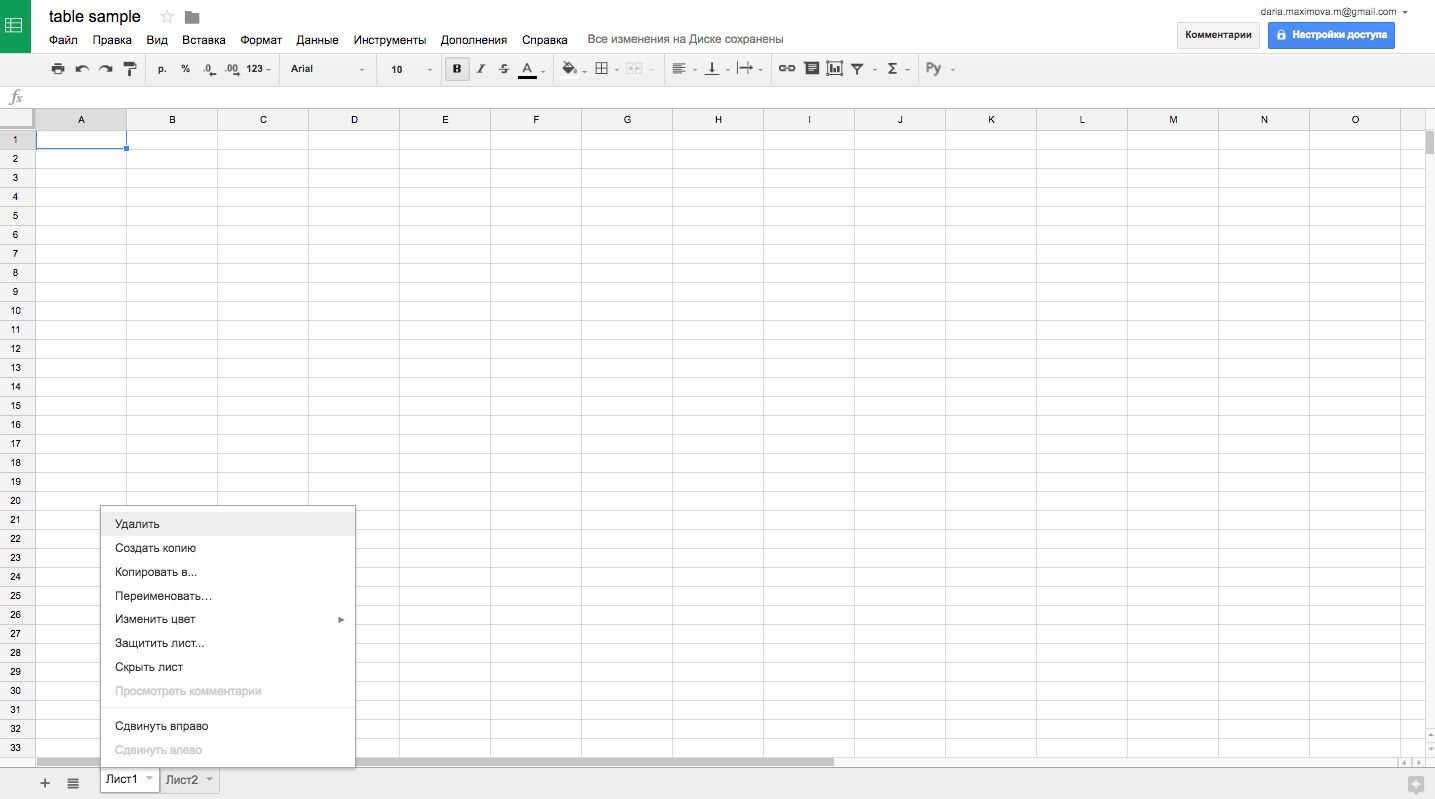 table sample
daria.maximova.m@gmail.com
Файл Правка Вид Вставка Формат Данные Инструменты Дополнения Справка Все изменения на Диске сохранены
Комментарии Настройки доступа
р. % .0 .00 123 Arial 10 B I S A Σ Ру
fx
A B C D E F G H I J K L M N O
1
2
3
4
5
6
7
8
9
10
11
12
13
14
15
16
17
18
19
20
21
22
23
24
25
26
27
28
29
30
31
32
33
Удалить
Создать копию
Копировать в...
Переименовать…
Изменить цвет
Защитить лист...
Скрыть лист
Просмотреть комментарии
Сдвинуть вправо
Сдвинуть влево
Лист1 Лист2